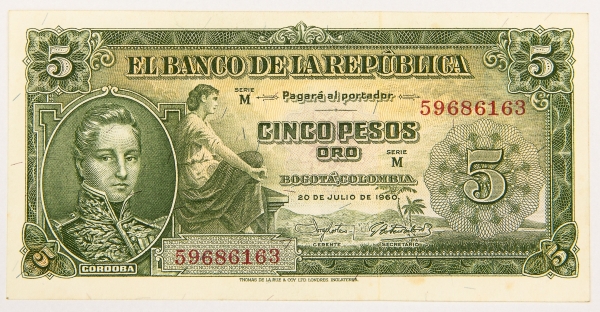 5 5
EL BANCO DE LA REPÚBLICA
SERIE
M Pagará al portador
59686163
CINCO PESOS
ORO
SERIE
M
5
BOGOTÁ, COLOMBIA
20 DE JULIO DE 1960
GERENTE SECRETARIO
59686163
CORDOBA
5 5
THOMAS DE LA RUE & COY. LTD. LONDRES, INGLATERRA.